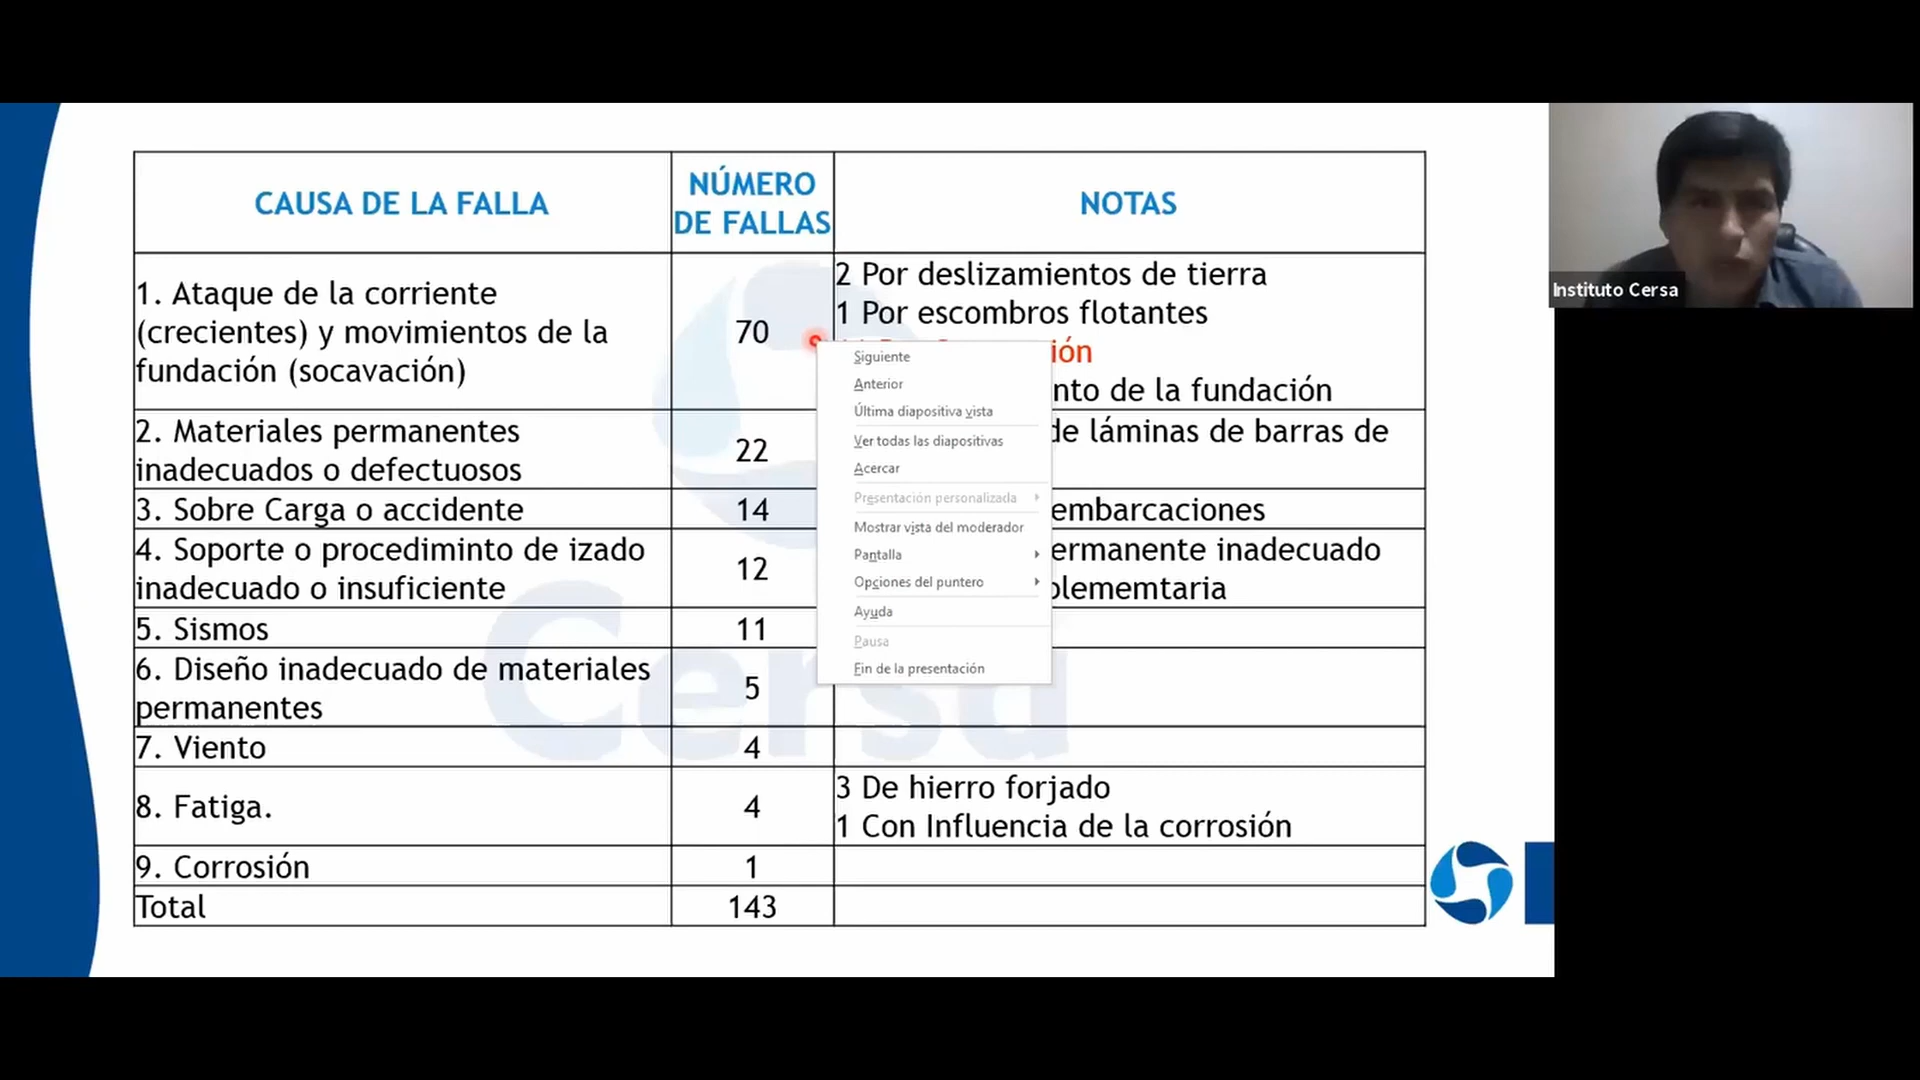 CAUSA DE LA FALLA
NÚMERO
DE FALLAS
NOTAS
1. Ataque de la corriente
(crecientes) y movimientos de la
fundación (socavación)
70
2 Por deslizamientos de tierra
1 Por escombros flotantes
ión
nto de la fundación
2. Materiales permanentes
inadecuados o defectuosos
22
de láminas de barras de
3. Sobre Carga o accidente
14
embarcaciones
4. Soporte o procediminto de izado
inadecuado o insuficiente
12
ermanente inadecuado
plememtaria
5. Sismos
11
6. Diseño inadecuado de materiales
permanentes
5
7. Viento
4
8. Fatiga.
4
3 De hierro forjado
1 Con Influencia de la corrosión
9. Corrosión
1
Total
143
Siguiente
Anterior
Última diapositiva vista
Ver todas las diapositivas
Acercar
Presentación personalizada
Mostrar vista del moderador
Pantalla
Opciones del puntero
Ayuda
Pausa
Fin de la presentación
Cersa
Instituto Cersa